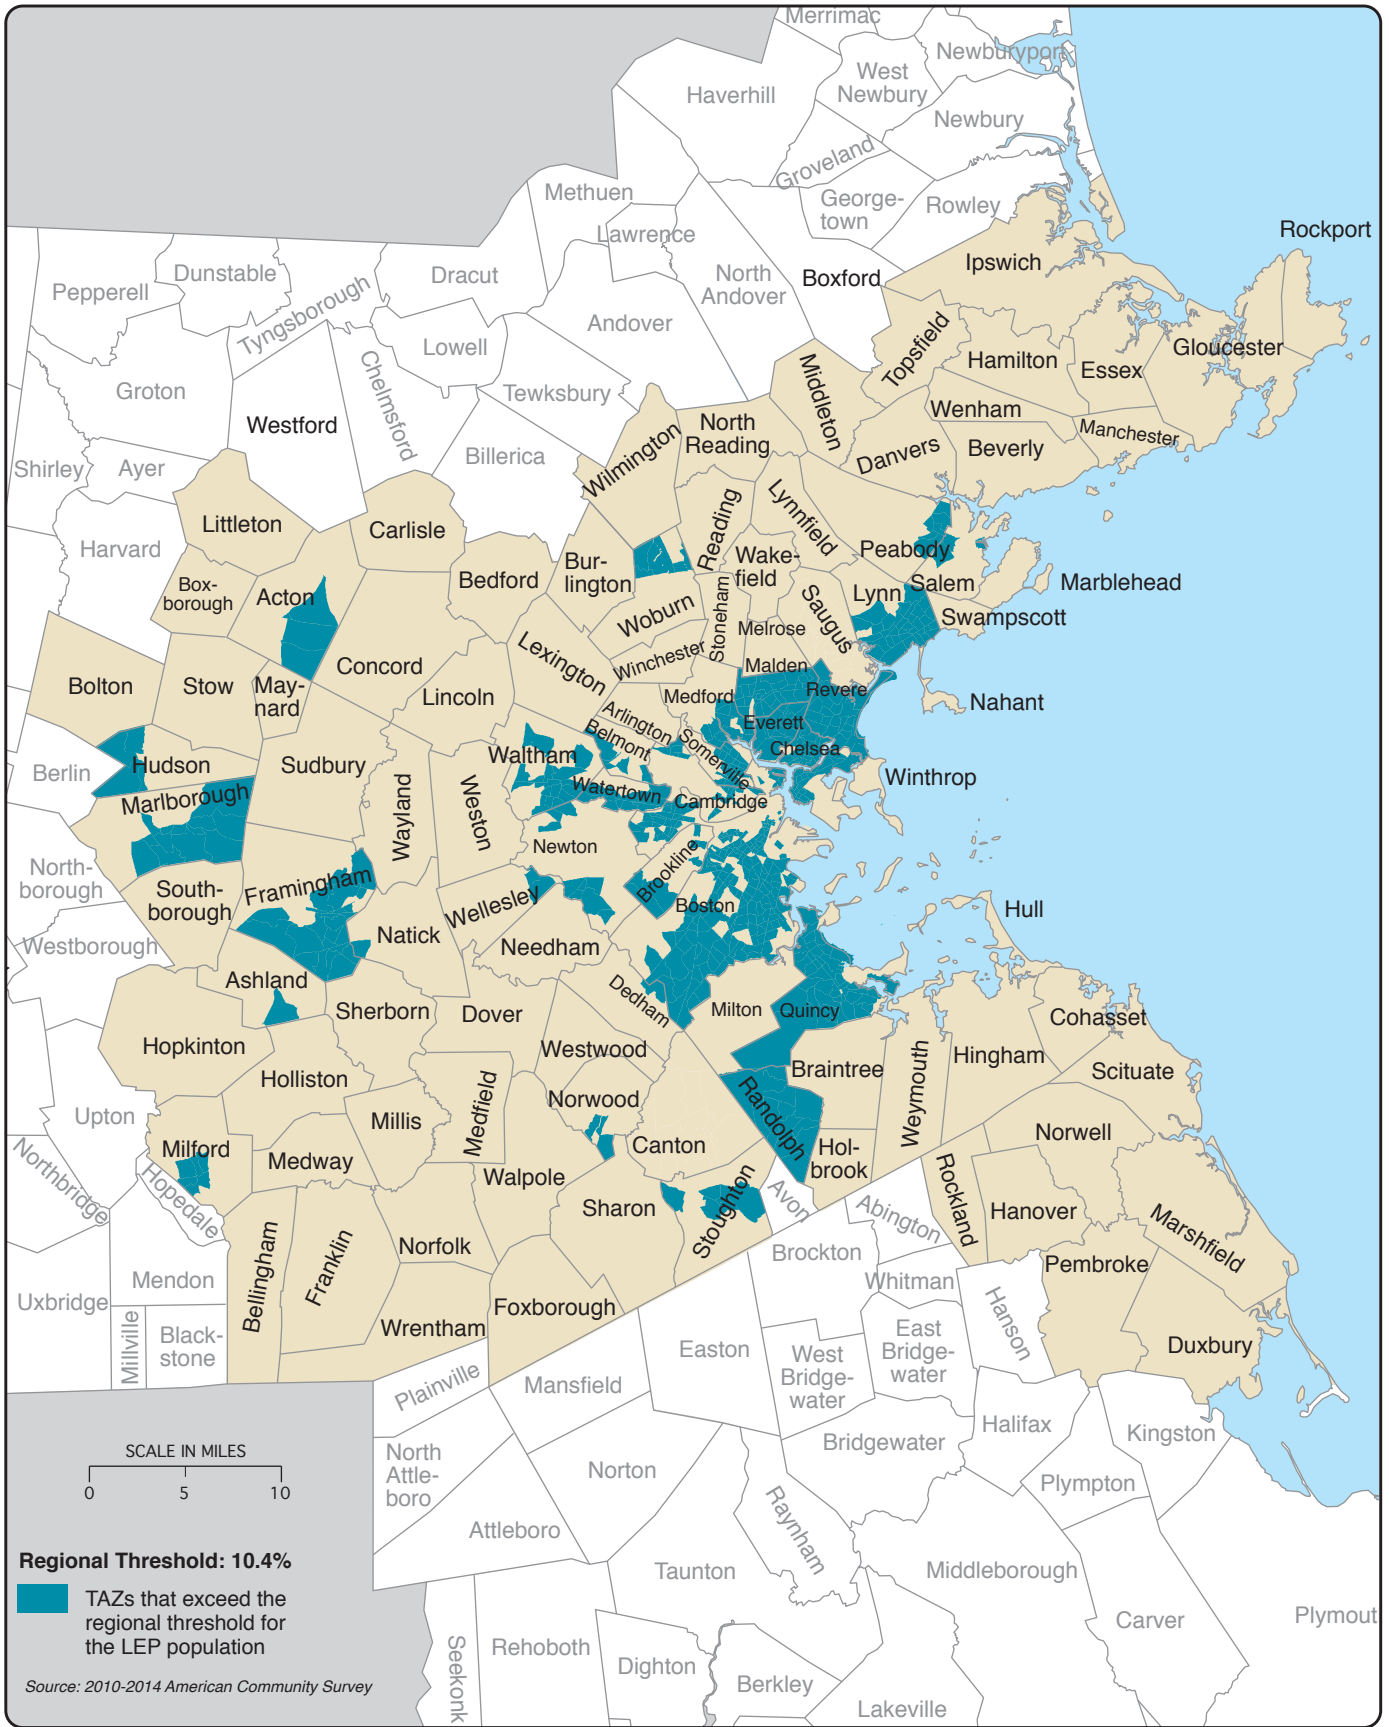 Merrimac
Newburyport
West
Newbury
Haverhill
Newbury
Groveland
Methuen
George-
town
Rowley
Lawrence
Rockport
Ipswich
Dunstable
Dracut
North
Andover
Boxford
Pepperell
Tyngsborough
Andover
Lowell
Topsfield
Gloucester
Hamilton
Essex
Groton
Chelmsford
Tewksbury
Middleton
Wenham
Westford
North
Reading
Manchester
Billerica
Wilmington
Danvers
Beverly
Shirley
Ayer
Littleton
Carlisle
Reading
Lynnfield
Harvard
Peabody
Wake-
field
Bur-
lington
Bedford
Box-
borough
Acton
Marblehead
Salem
Lynn
Swampscott
Woburn
Stoneham
Melrose
Saugus
Concord
Lexing-
ton
Winchester
Malden
Bolton
Stow
May-
nard
Lincoln
Medford
Revere
Nahant
Arlington
Everett
Belmont
Somerville
Chelsea
Berlin
Hudson
Sudbury
Waltham
Winthrop
Marlborough
Watertown
Cambridge
Wayland
Weston
Newton
North-
borough
South-
borough
Framingham
Brookline
Wellesley
Boston
Hull
Westborough
Natick
Needham
Ashland
Sherborn
Dover
Dedham
Milton
Quincy
Cohasset
Hopkinton
Westwood
Hingham
Scituate
Holliston
Braintree
Weymouth
Medfield
Norwood
Randolph
Upton
Millis
Canton
Hol-
brook
Norwell
Milford
Medway
Walpole
Northbridge
Hopedale
Sharon
Stoughton
Avon
Abington
Rockland
Hanover
Marshfield
Bellingham
Franklin
Norfolk
Brockton
Pembroke
Mendon
Whitman
Uxbridge
Foxborough
Hanson
Millville
Black-
stone
Wrentham
Easton
East
Bridge-
water
Duxbury
West
Bridge-
water
Plainville
Mansfield
Halifax
Kingston
Bridgewater
North
Attle-
boro
Norton
Plympton
Raynham
Attleboro
Taunton
Middleborough
Carver
Plymout
Seekonk
Rehoboth
Dighton
Berkley
Lakeville
SCALE IN MILES
0 5 10
Regional Threshold: 10.4%
TAZs that exceed the
regional threshold for
the LEP population
Source: 2010-2014 American Community Survey